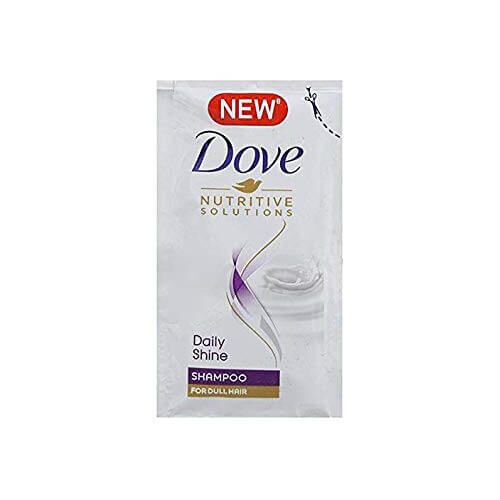 NEW
Dove
NUTRITIVE
SOLUTIONS
Daily
Shine
SHAMPOO
FOR DULL HAIR